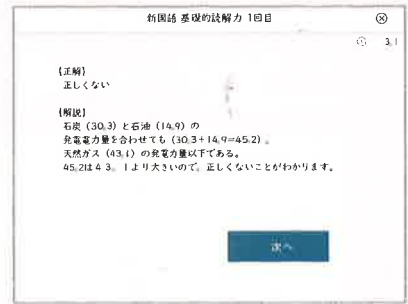 新国語 基礎的読解力 1回目
3.1
【正解】
正しくない
【解説】
石炭（30.3）と石油（14.9）の
発電電力量を合わせても（30.3+14.9=45.2）、
天然ガス（43.1）の発電力量以下である。
45.2は43.1より大きいので、正しくないことがわかります。
次へ